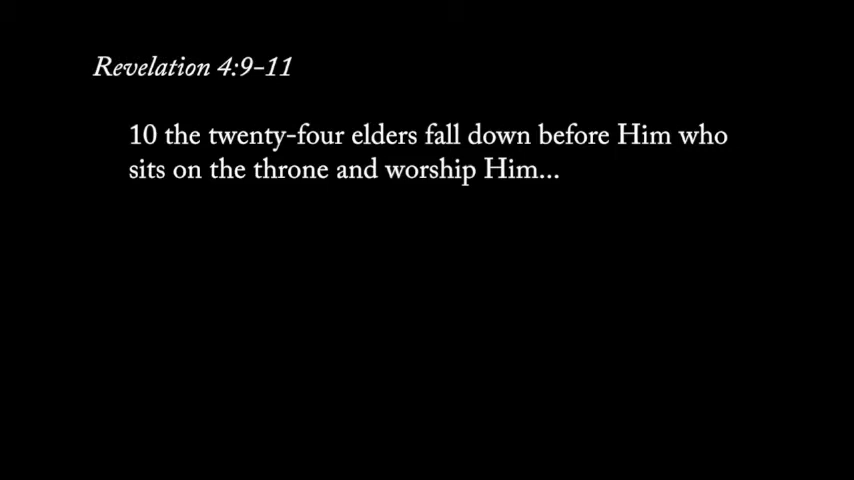 Revelation 4:9-11
10 the twenty-four elders fall down before Him who
sits on the throne and worship Him...